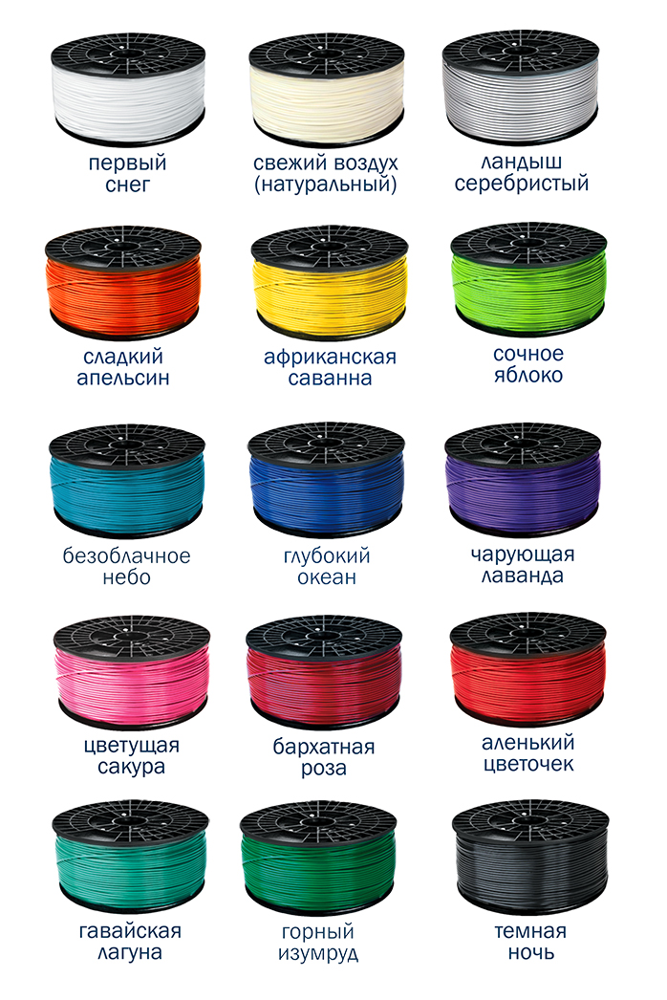 первый
снег
свежий воздух
(натуральный)
ландыш
серебристый
сладкий
апельсин
африканская
саванна
сочное
яблоко
безоблачное
небо
глубокий
океан
чарующая
лаванда
цветущая
сакура
бархатная
роза
аленький
цветочек
гавайская
лагуна
горный
изумруд
темная
ночь